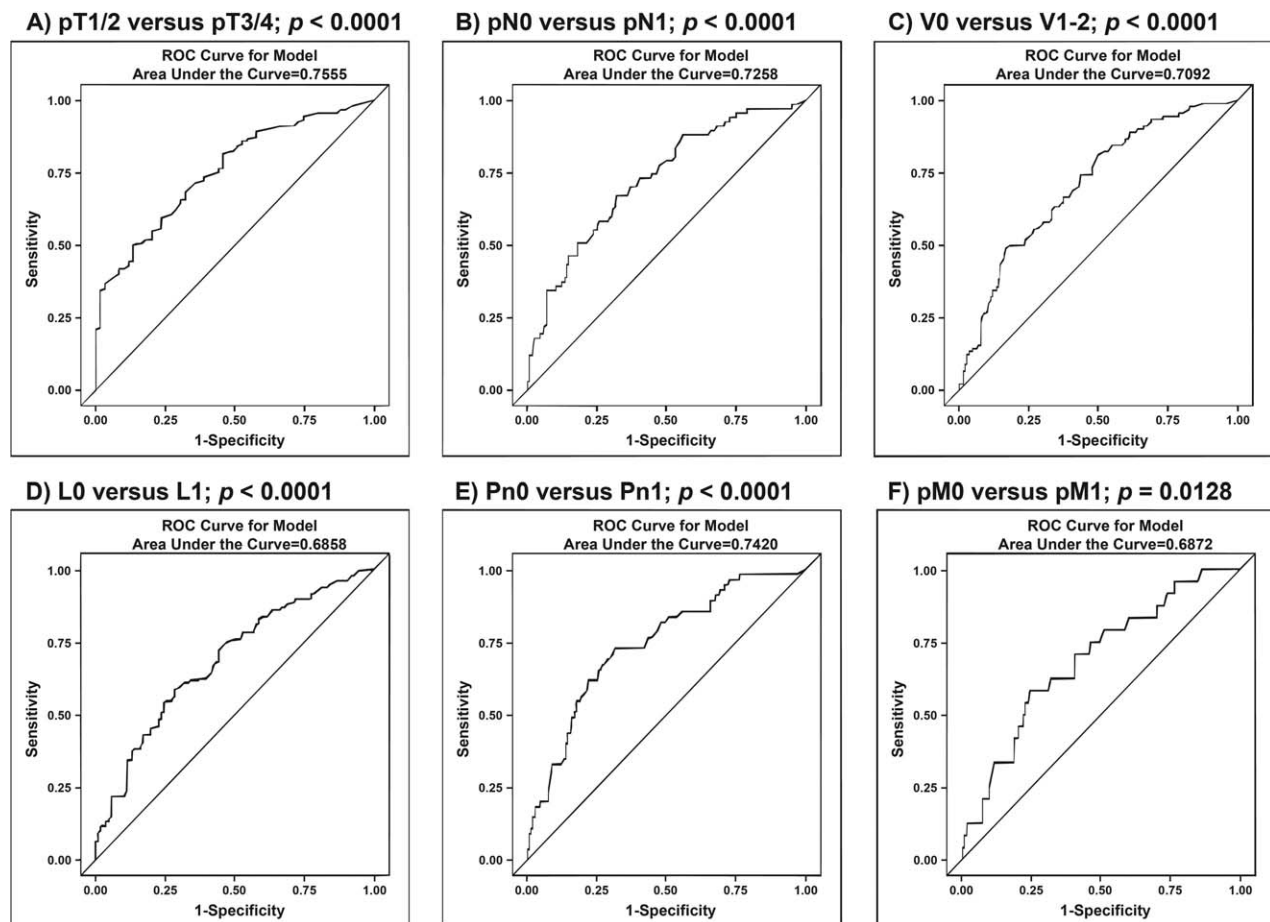 A) pT1/2 versus pT3/4; p < 0.0001
ROC Curve for Model
Area Under the Curve=0.7555
1.00
0.75
0.50
0.25
0.00
Sensitivity
0.00 0.25 0.50 0.75 1.00
1-Specificity
B) pN0 versus pN1; p < 0.0001
ROC Curve for Model
Area Under the Curve=0.7258
1.00
0.75
0.50
0.25
0.00
Sensitivity
0.00 0.25 0.50 0.75 1.00
1-Specificity
C) V0 versus V1-2; p < 0.0001
ROC Curve for Model
Area Under the Curve=0.7092
1.00
0.75
0.50
0.25
0.00
Sensitivity
0.00 0.25 0.50 0.75 1.00
1-Specificity
D) L0 versus L1; p < 0.0001
ROC Curve for Model
Area Under the Curve=0.6858
1.00
0.75
0.50
0.25
0.00
Sensitivity
0.00 0.25 0.50 0.75 1.00
1-Specificity
E) Pn0 versus Pn1; p < 0.0001
ROC Curve for Model
Area Under the Curve=0.7420
1.00
0.75
0.50
0.25
0.00
Sensitivity
0.00 0.25 0.50 0.75 1.00
1-Specificity
F) pM0 versus pM1; p = 0.0128
ROC Curve for Model
Area Under the Curve=0.6872
1.00
0.75
0.50
0.25
0.00
Sensitivity
0.00 0.25 0.50 0.75 1.00
1-Specificity